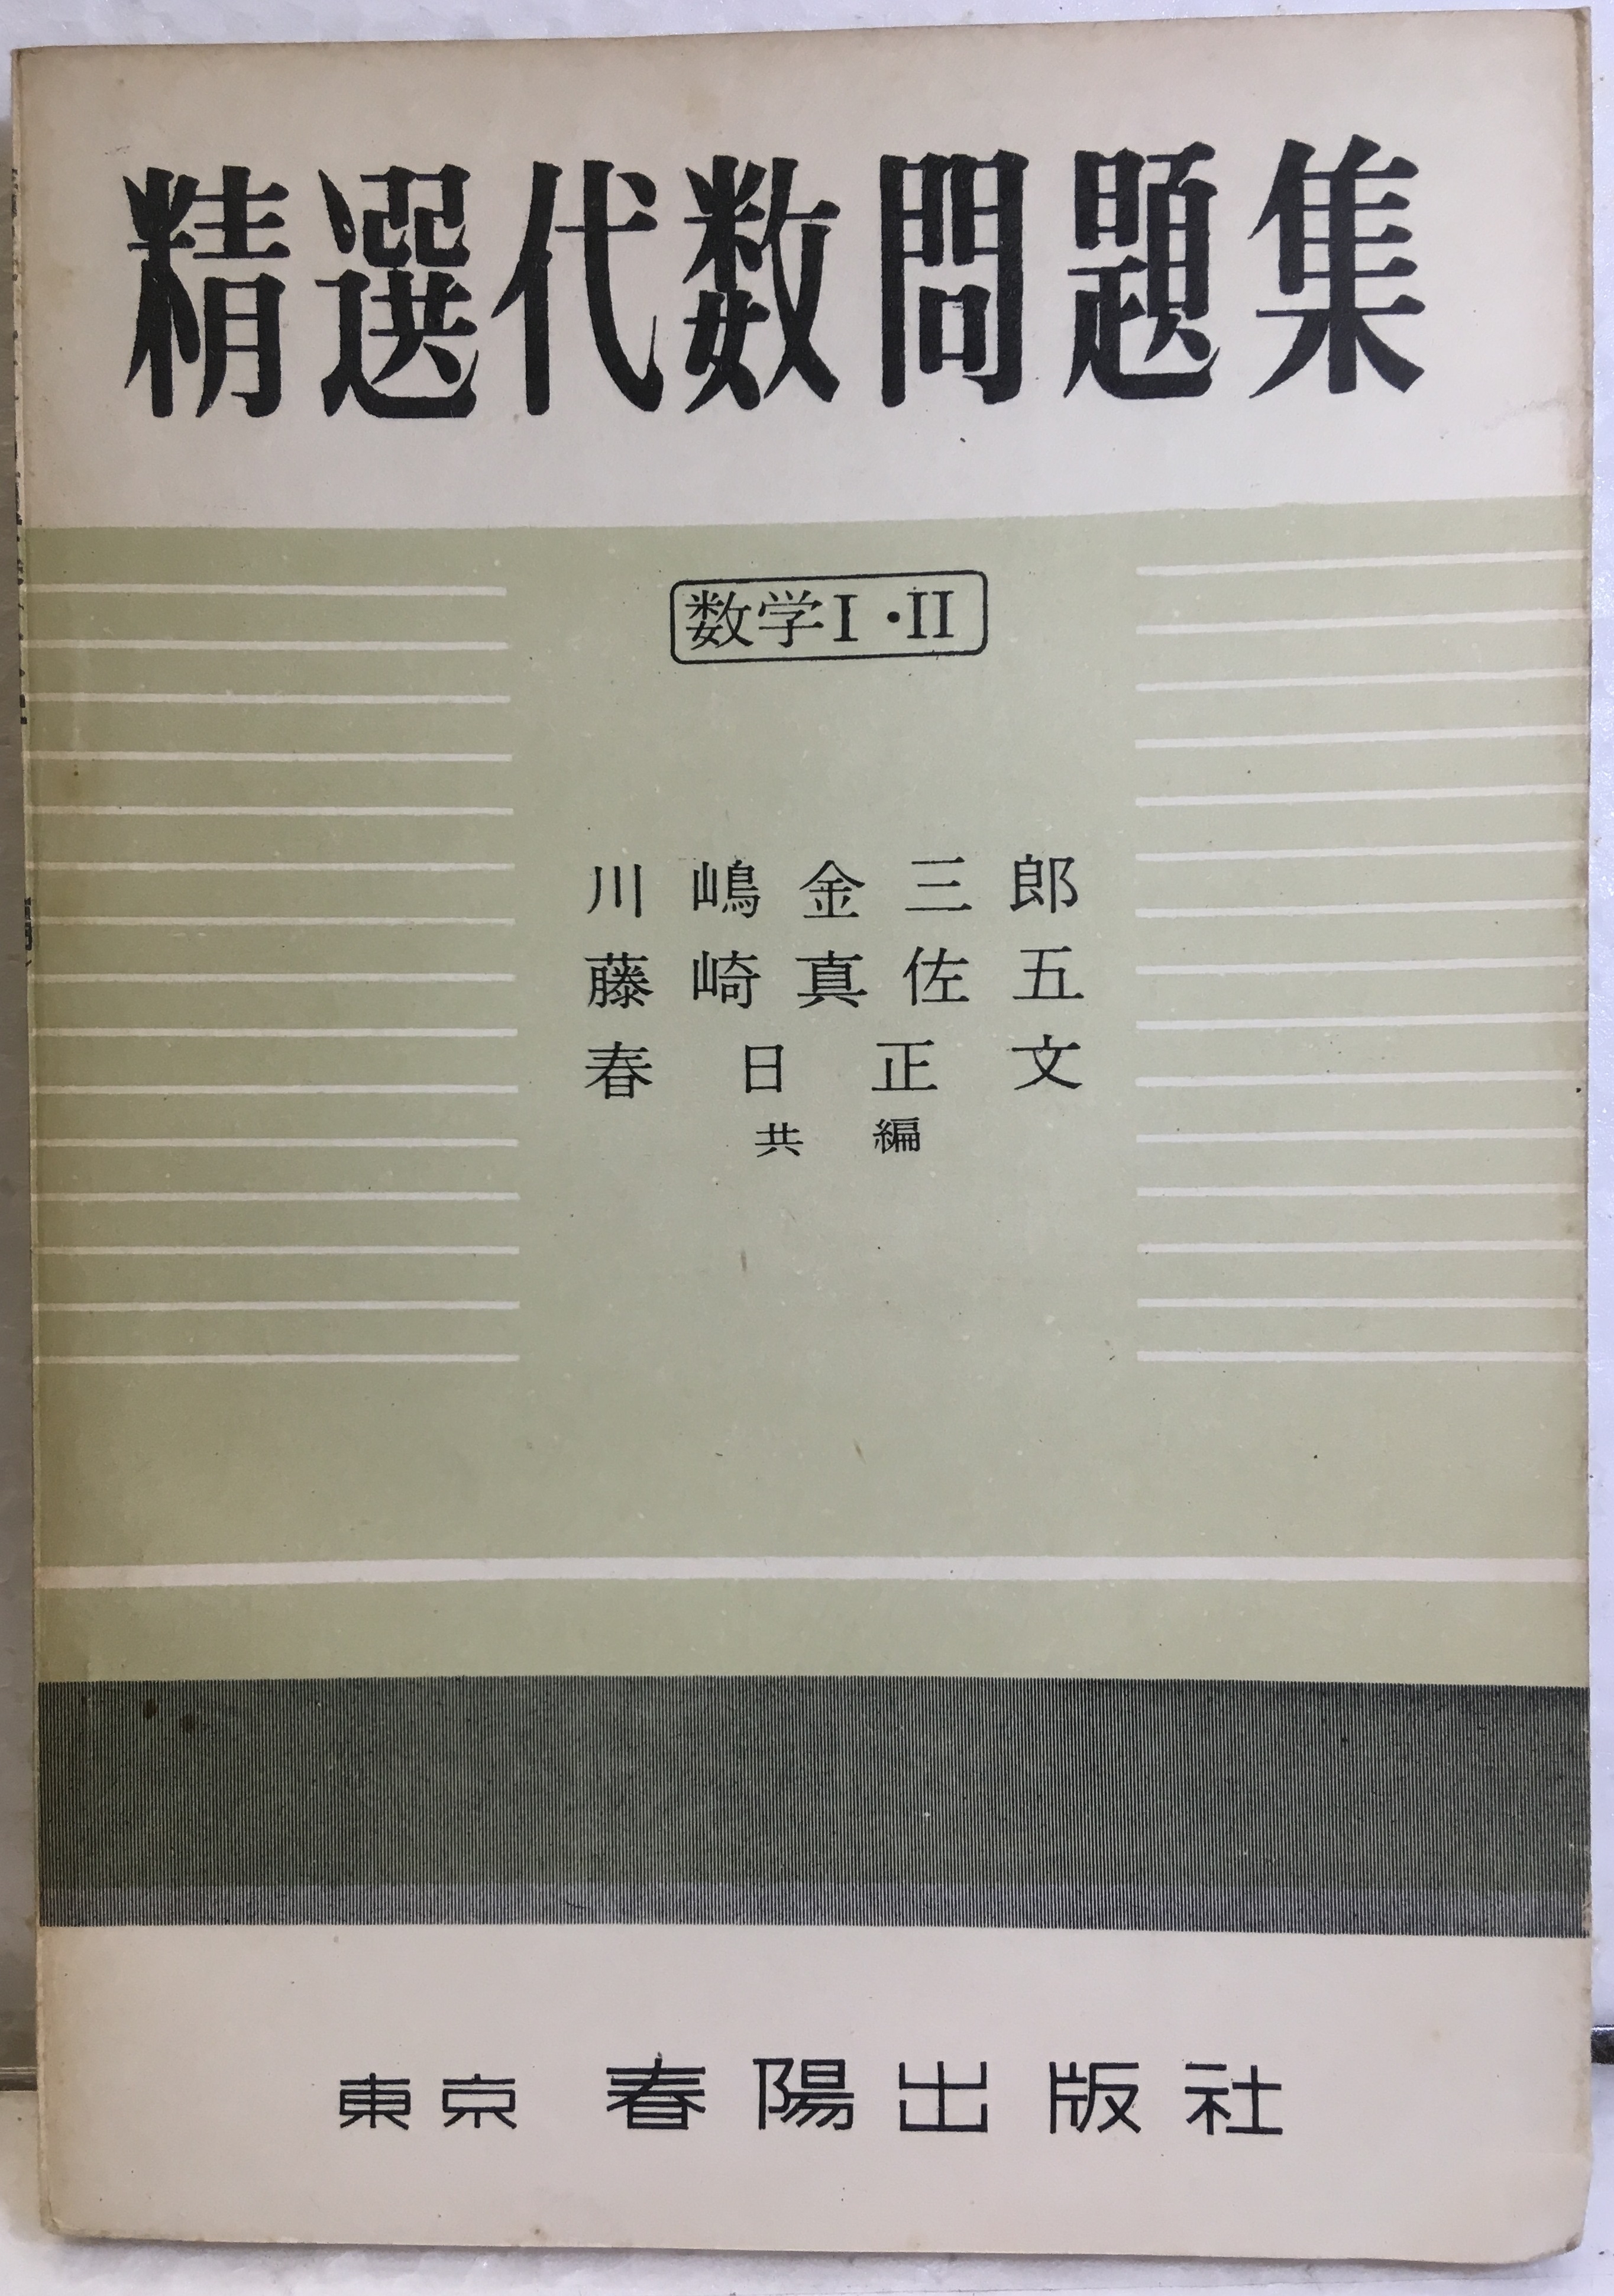 精選代数問題集
数学I・II
川嶋金三郎
藤崎真佐五
春日正文
共編
東京 春陽出版社